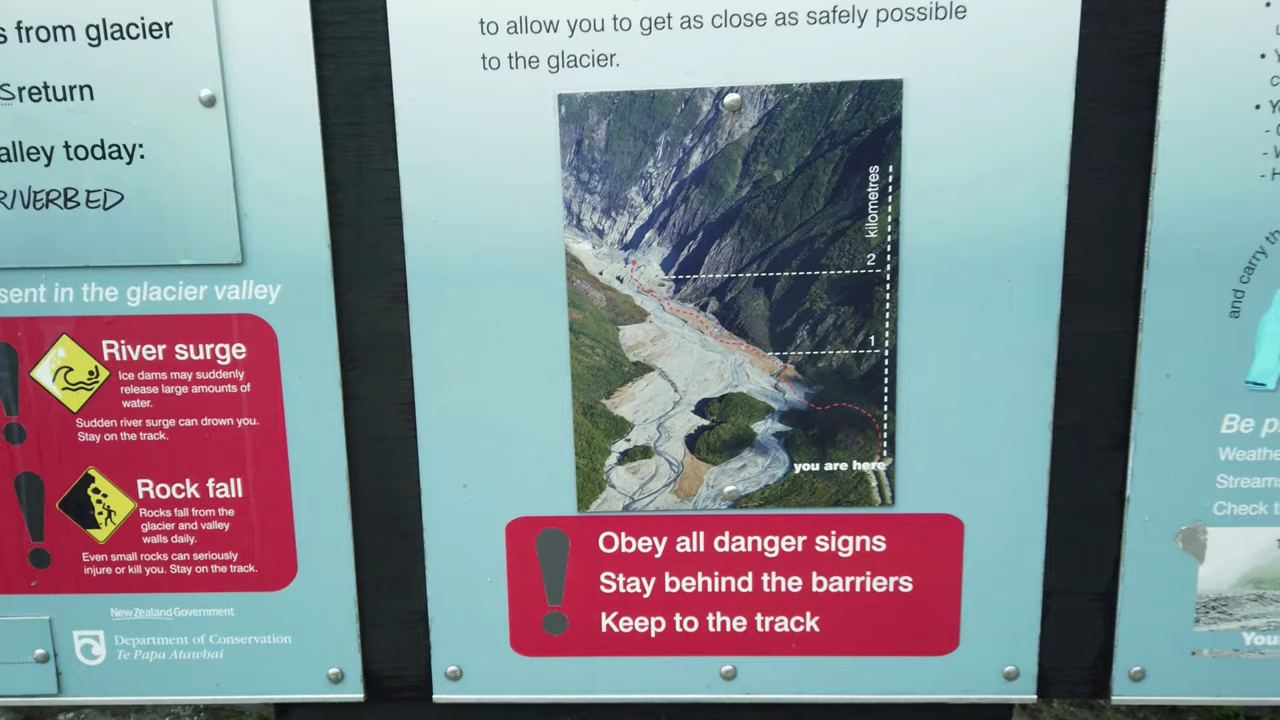 s from glacier
sreturn
alley today:
RIVERBED
sent in the glacier valley
River surge
Ice dams may suddenly
release large amounts of
water.
Sudden river surge can drown you.
Stay on the track.
Rock fall
Rocks fall from the
glacier and valley
walls daily.
Even small rocks can seriously
injure or kill you. Stay on the track.
New Zealand Government
Department of Conservation
Te Papa Atawhai
to allow you to get as close as safely possible
to the glacier.
kilometres
2
1
you are here
Obey all danger signs
Stay behind the barriers
Keep to the track
and carry th
Be p
Weathe
Streams
Check t
You